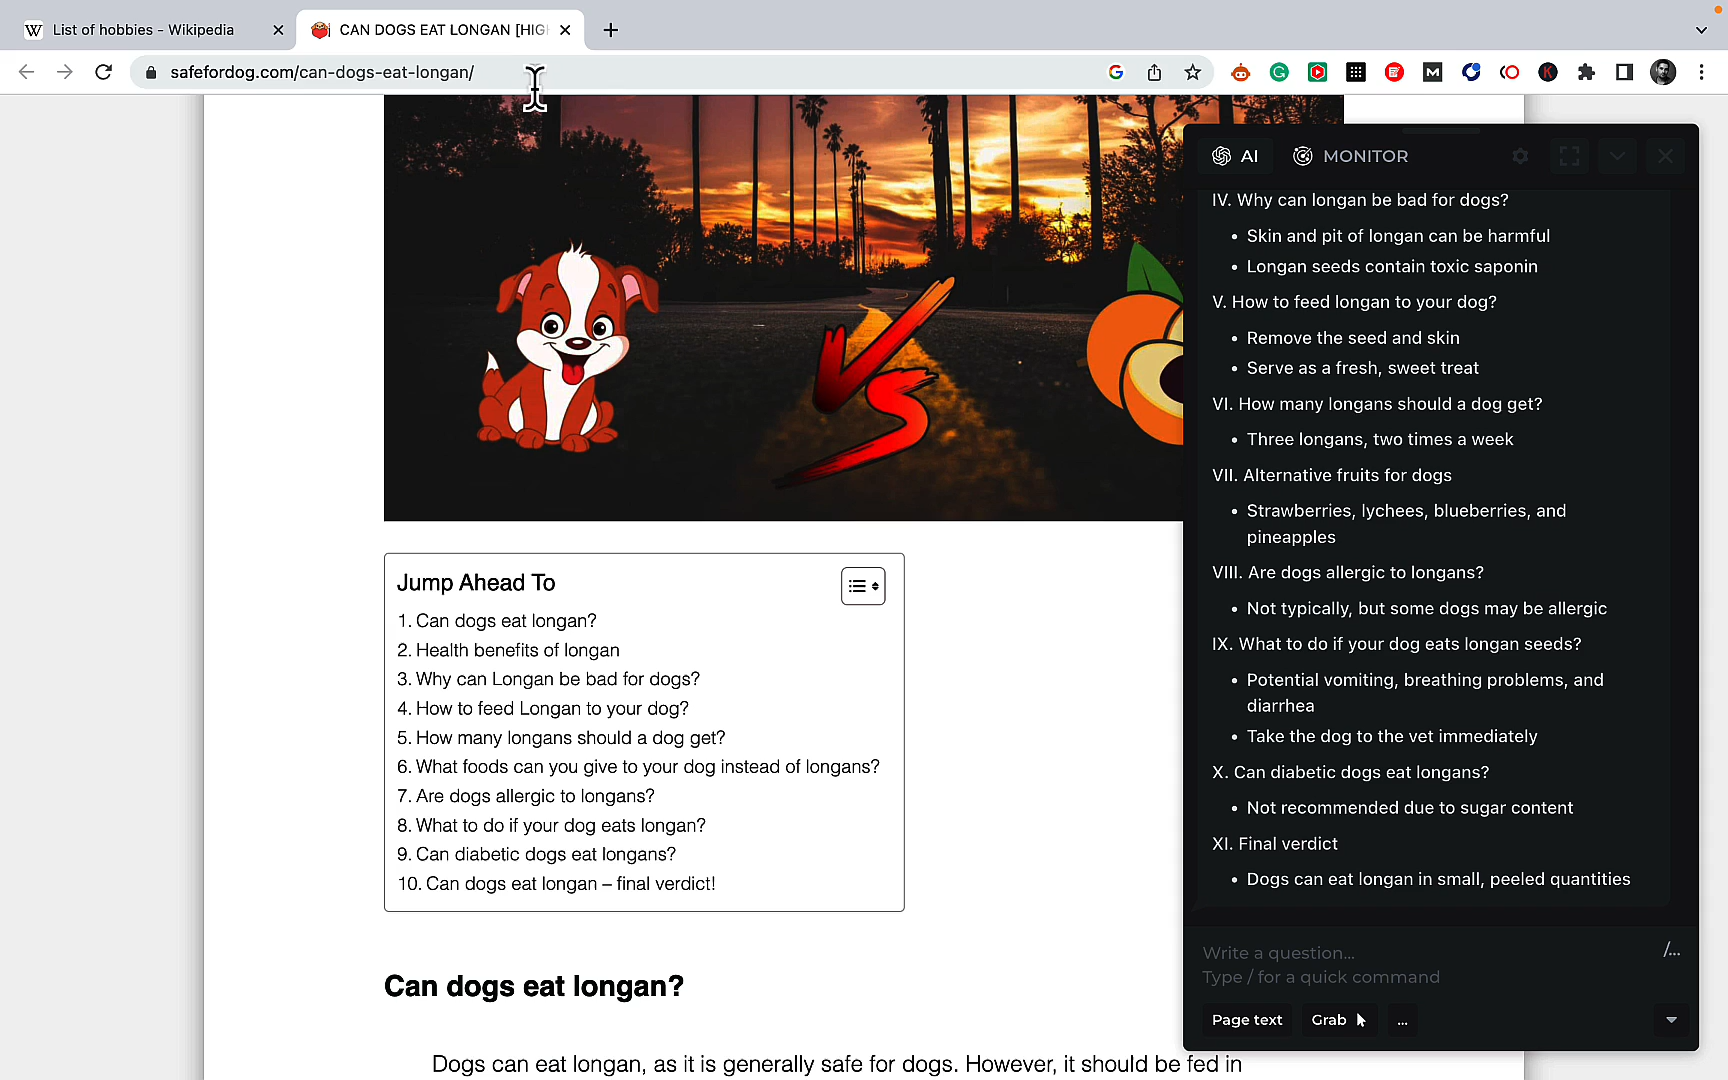 W List of hobbies - Wikipedia
CAN DOGS EAT LONGAN [HIG
safefordog.com/can-dogs-eat-longan/
VS
Jump Ahead To
1. Can dogs eat longan?
2. Health benefits of longan
3. Why can Longan be bad for dogs?
4. How to feed Longan to your dog?
5. How many longans should a dog get?
6. What foods can you give to your dog instead of longans?
7. Are dogs allergic to longans?
8. What to do if your dog eats longan?
9. Can diabetic dogs eat longans?
10. Can dogs eat longan – final verdict!
Can dogs eat longan?
Dogs can eat longan, as it is generally safe for dogs. However, it should be fed in
AI
MONITOR
IV. Why can longan be bad for dogs?
• Skin and pit of longan can be harmful
• Longan seeds contain toxic saponin
V. How to feed longan to your dog?
• Remove the seed and skin
• Serve as a fresh, sweet treat
VI. How many longans should a dog get?
• Three longans, two times a week
VII. Alternative fruits for dogs
• Strawberries, lychees, blueberries, and
pineapples
VIII. Are dogs allergic to longans?
• Not typically, but some dogs may be allergic
IX. What to do if your dog eats longan seeds?
• Potential vomiting, breathing problems, and
diarrhea
• Take the dog to the vet immediately
X. Can diabetic dogs eat longans?
• Not recommended due to sugar content
XI. Final verdict
• Dogs can eat longan in small, peeled quantities
Write a question...
/...
Type / for a quick command
Page text
Grab
...